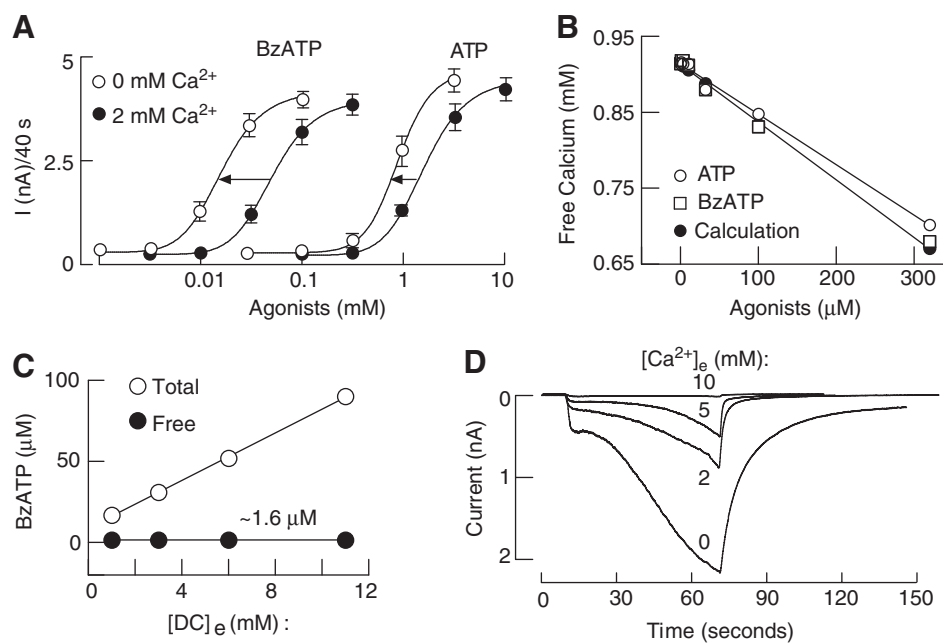 A
BzATP
ATP
0 mM Ca²⁺
2 mM Ca²⁺
I (nA)/40 s
5
2.5
0
0.01
0.1
1
10
Agonists (mM)
B
Free Calcium (mM)
0.95
0.85
0.75
0.65
ATP
BzATP
Calculation
0
100
200
300
Agonists (μM)
C
BzATP (μM)
100
50
0
Total
Free
~1.6 μM
0
4
8
12
[DC]e (mM) :
D
[Ca²⁺]e (mM):
10
5
2
0
Current (nA)
0
1
2
0
30
60
90
120
150
Time (seconds)